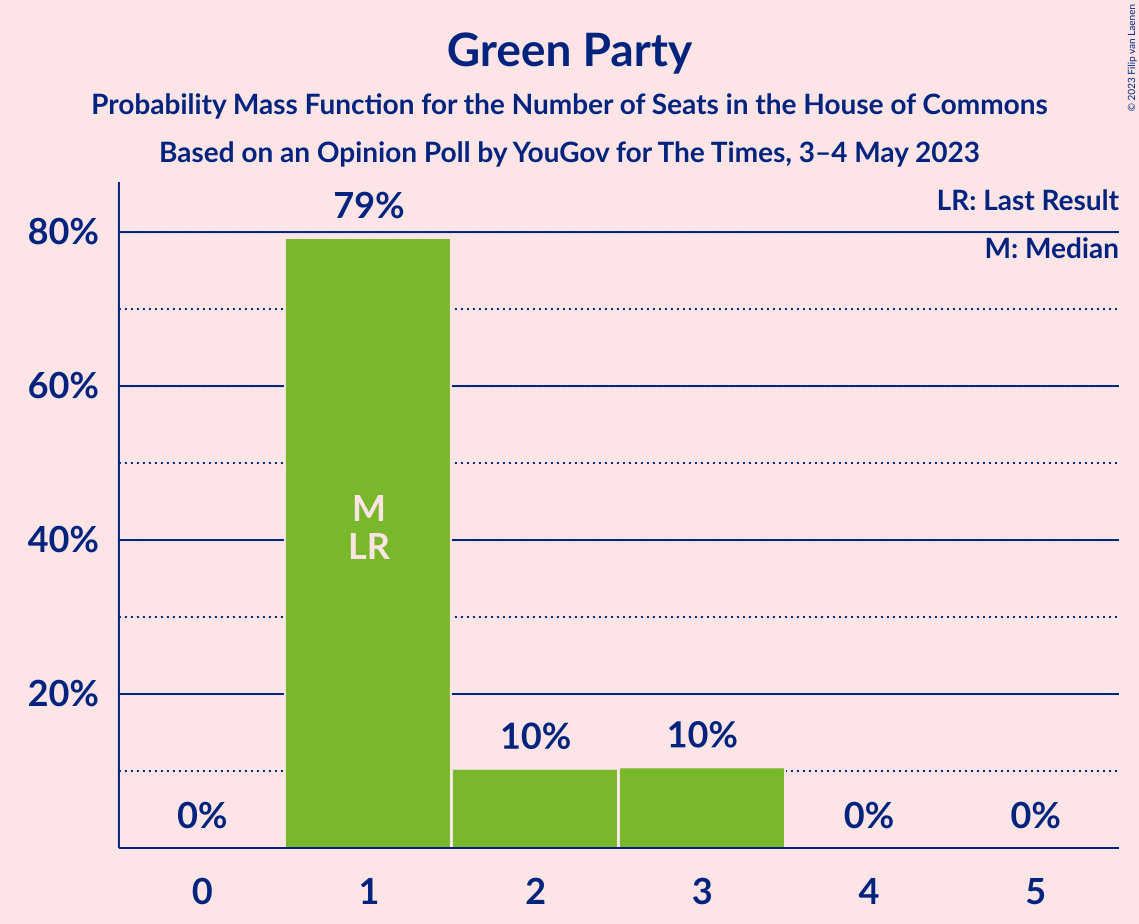 Green Party
Probability Mass Function for the Number of Seats in the House of Commons
Based on an Opinion Poll by YouGov for The Times, 3–4 May 2023
© 2023 Filip van Laenen
LR: Last Result
M: Median
80%
60%
40%
20%
0%
79%
10%
10%
0%
0%
M
LR
0
1
2
3
4
5